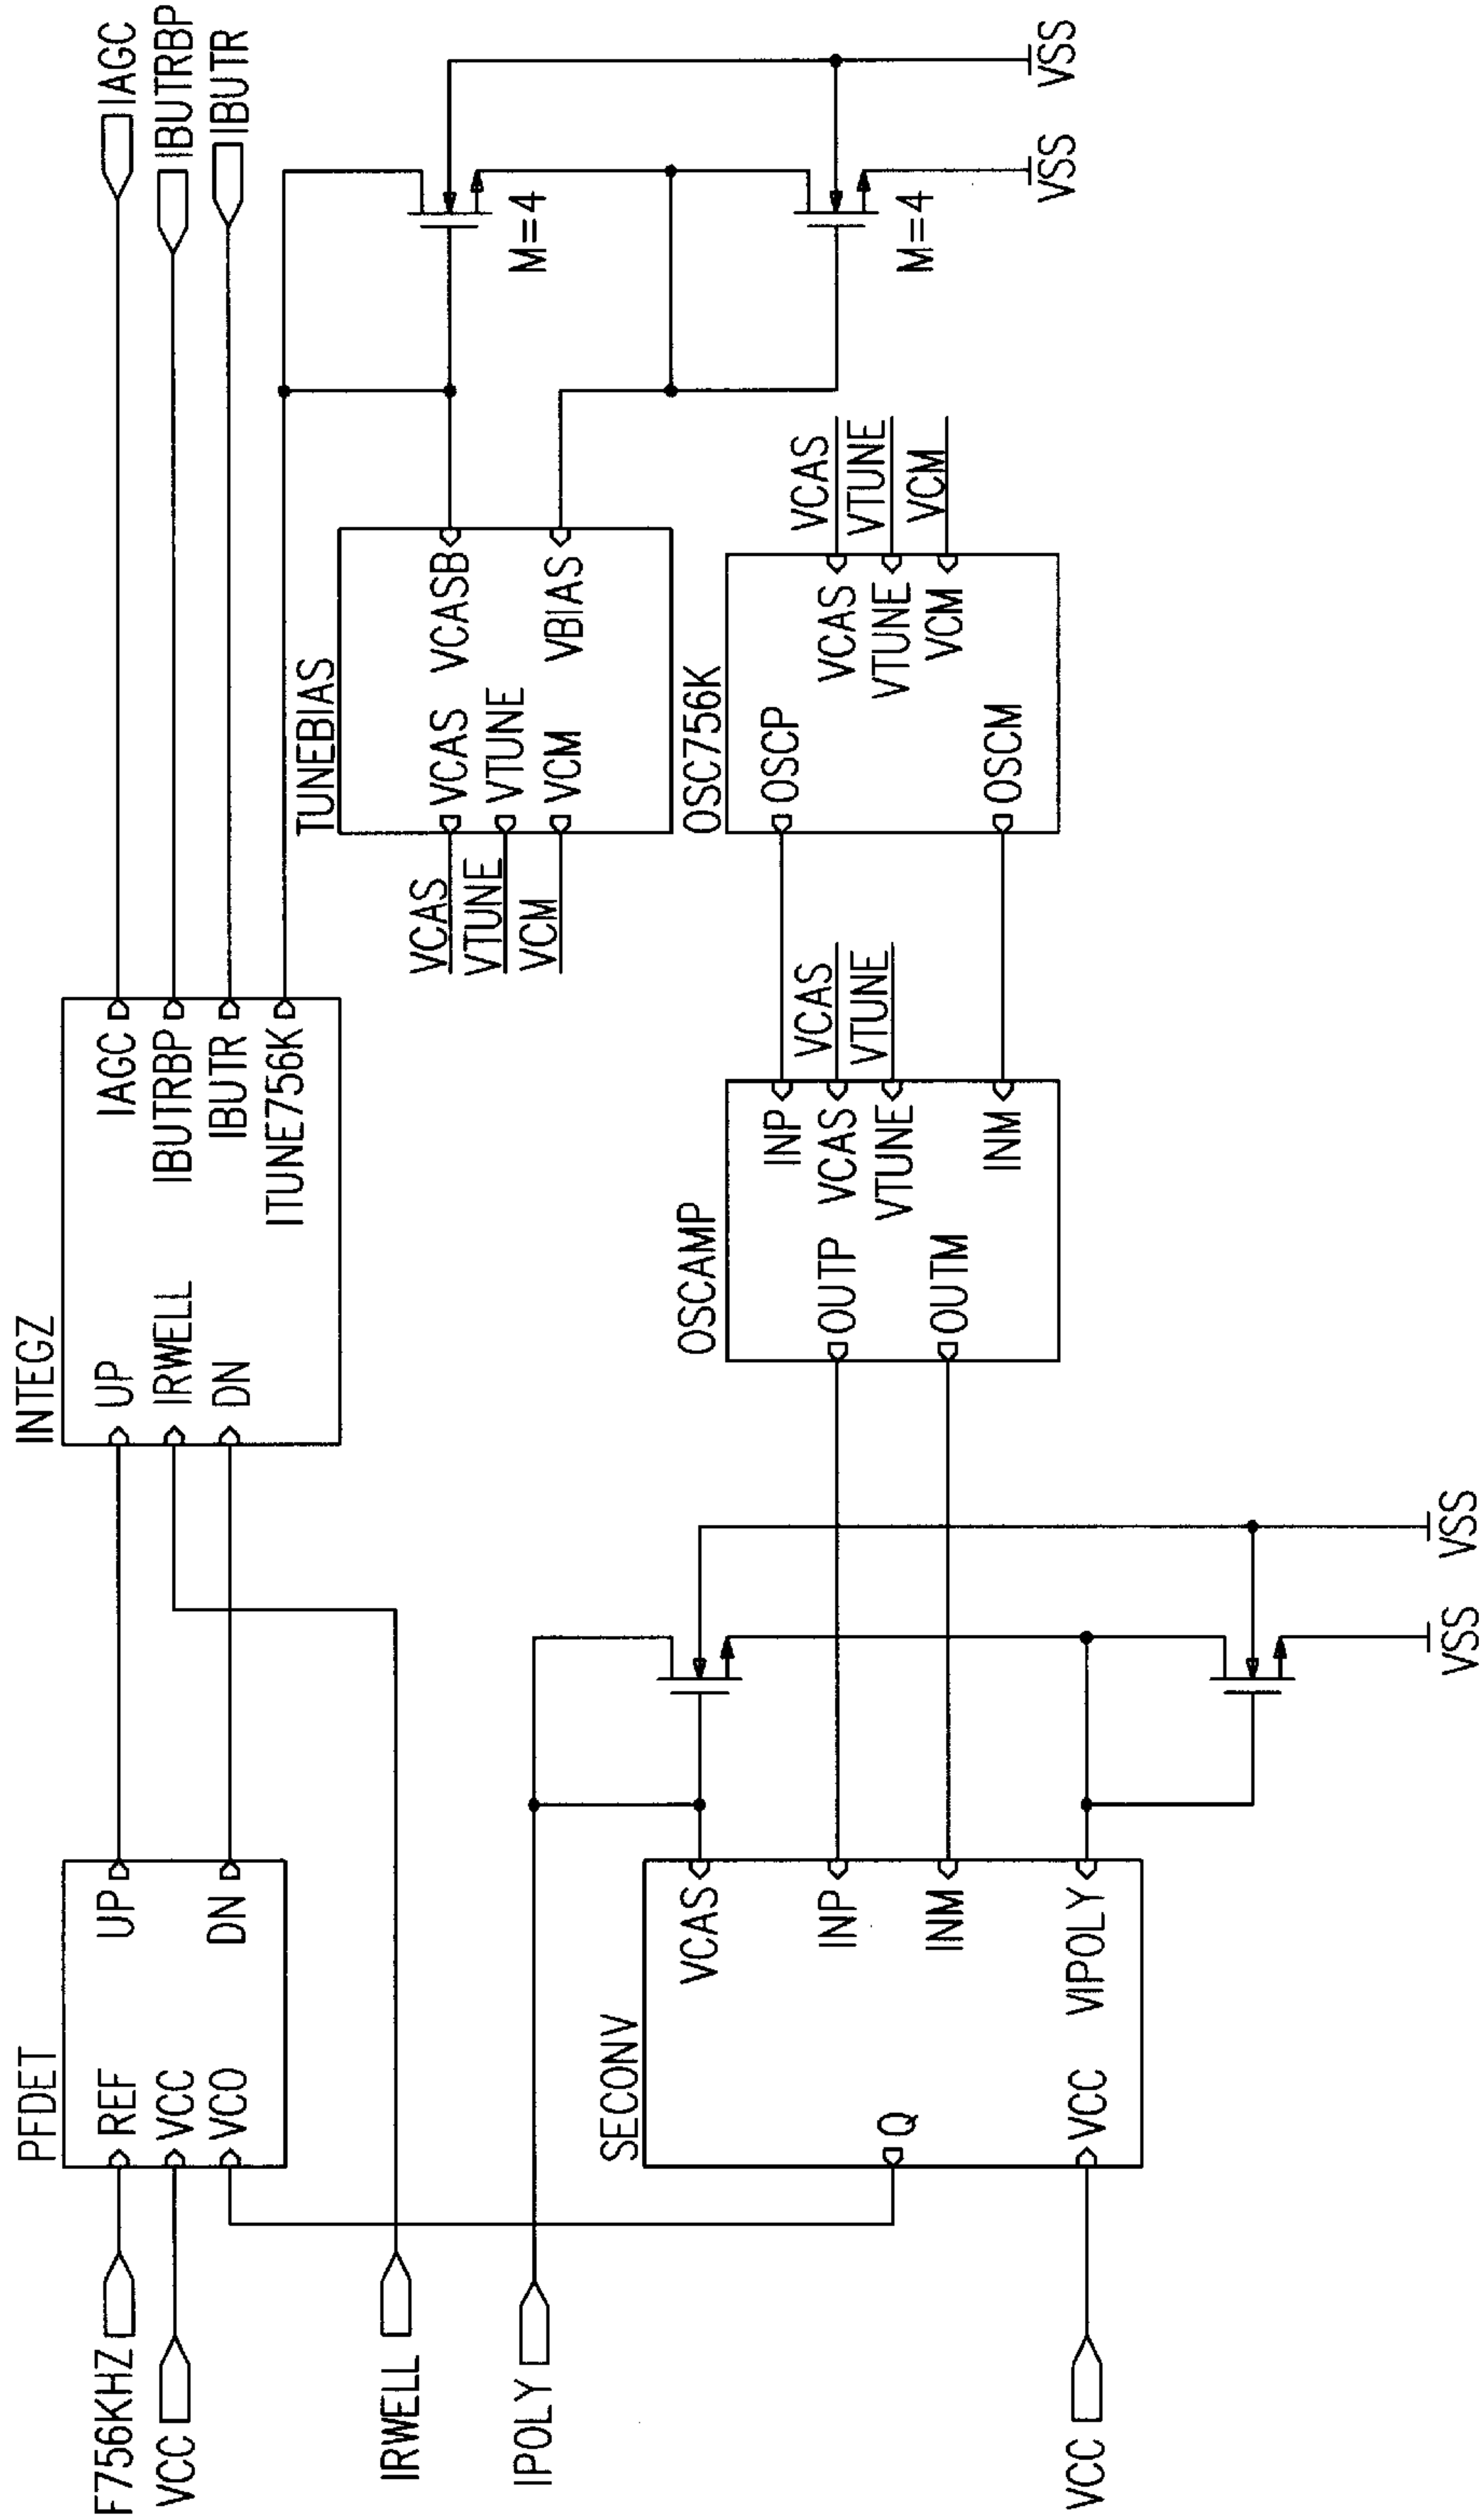 PFDET
F756KHZ
REF
UP
VCC
VCC
VCO
DN
INTEGZ
UP
IAGC
IAGC
IRWELL
IBUTRBP
IBUTRBP
DN
IBUTR
IBUTR
ITUNE756K
IRWELL
TUNEBIAS
VCAS
VCAS
VCASB
VTUNE
VTUNE
VCM
VCM
VBIAS
M=4
M=4
VSS
VSS
IPOLY
SECONV
VCAS
INP
Q
INM
VCC
VCC
VIPOLY
VSS
VSS
OSCAMP
INP
OUTP
VCAS
VCAS
VTUNE
VTUNE
OUTM
INM
OSC756K
OSCP
VCAS
VCAS
VTUNE
VTUNE
VCM
VCM
OSCM